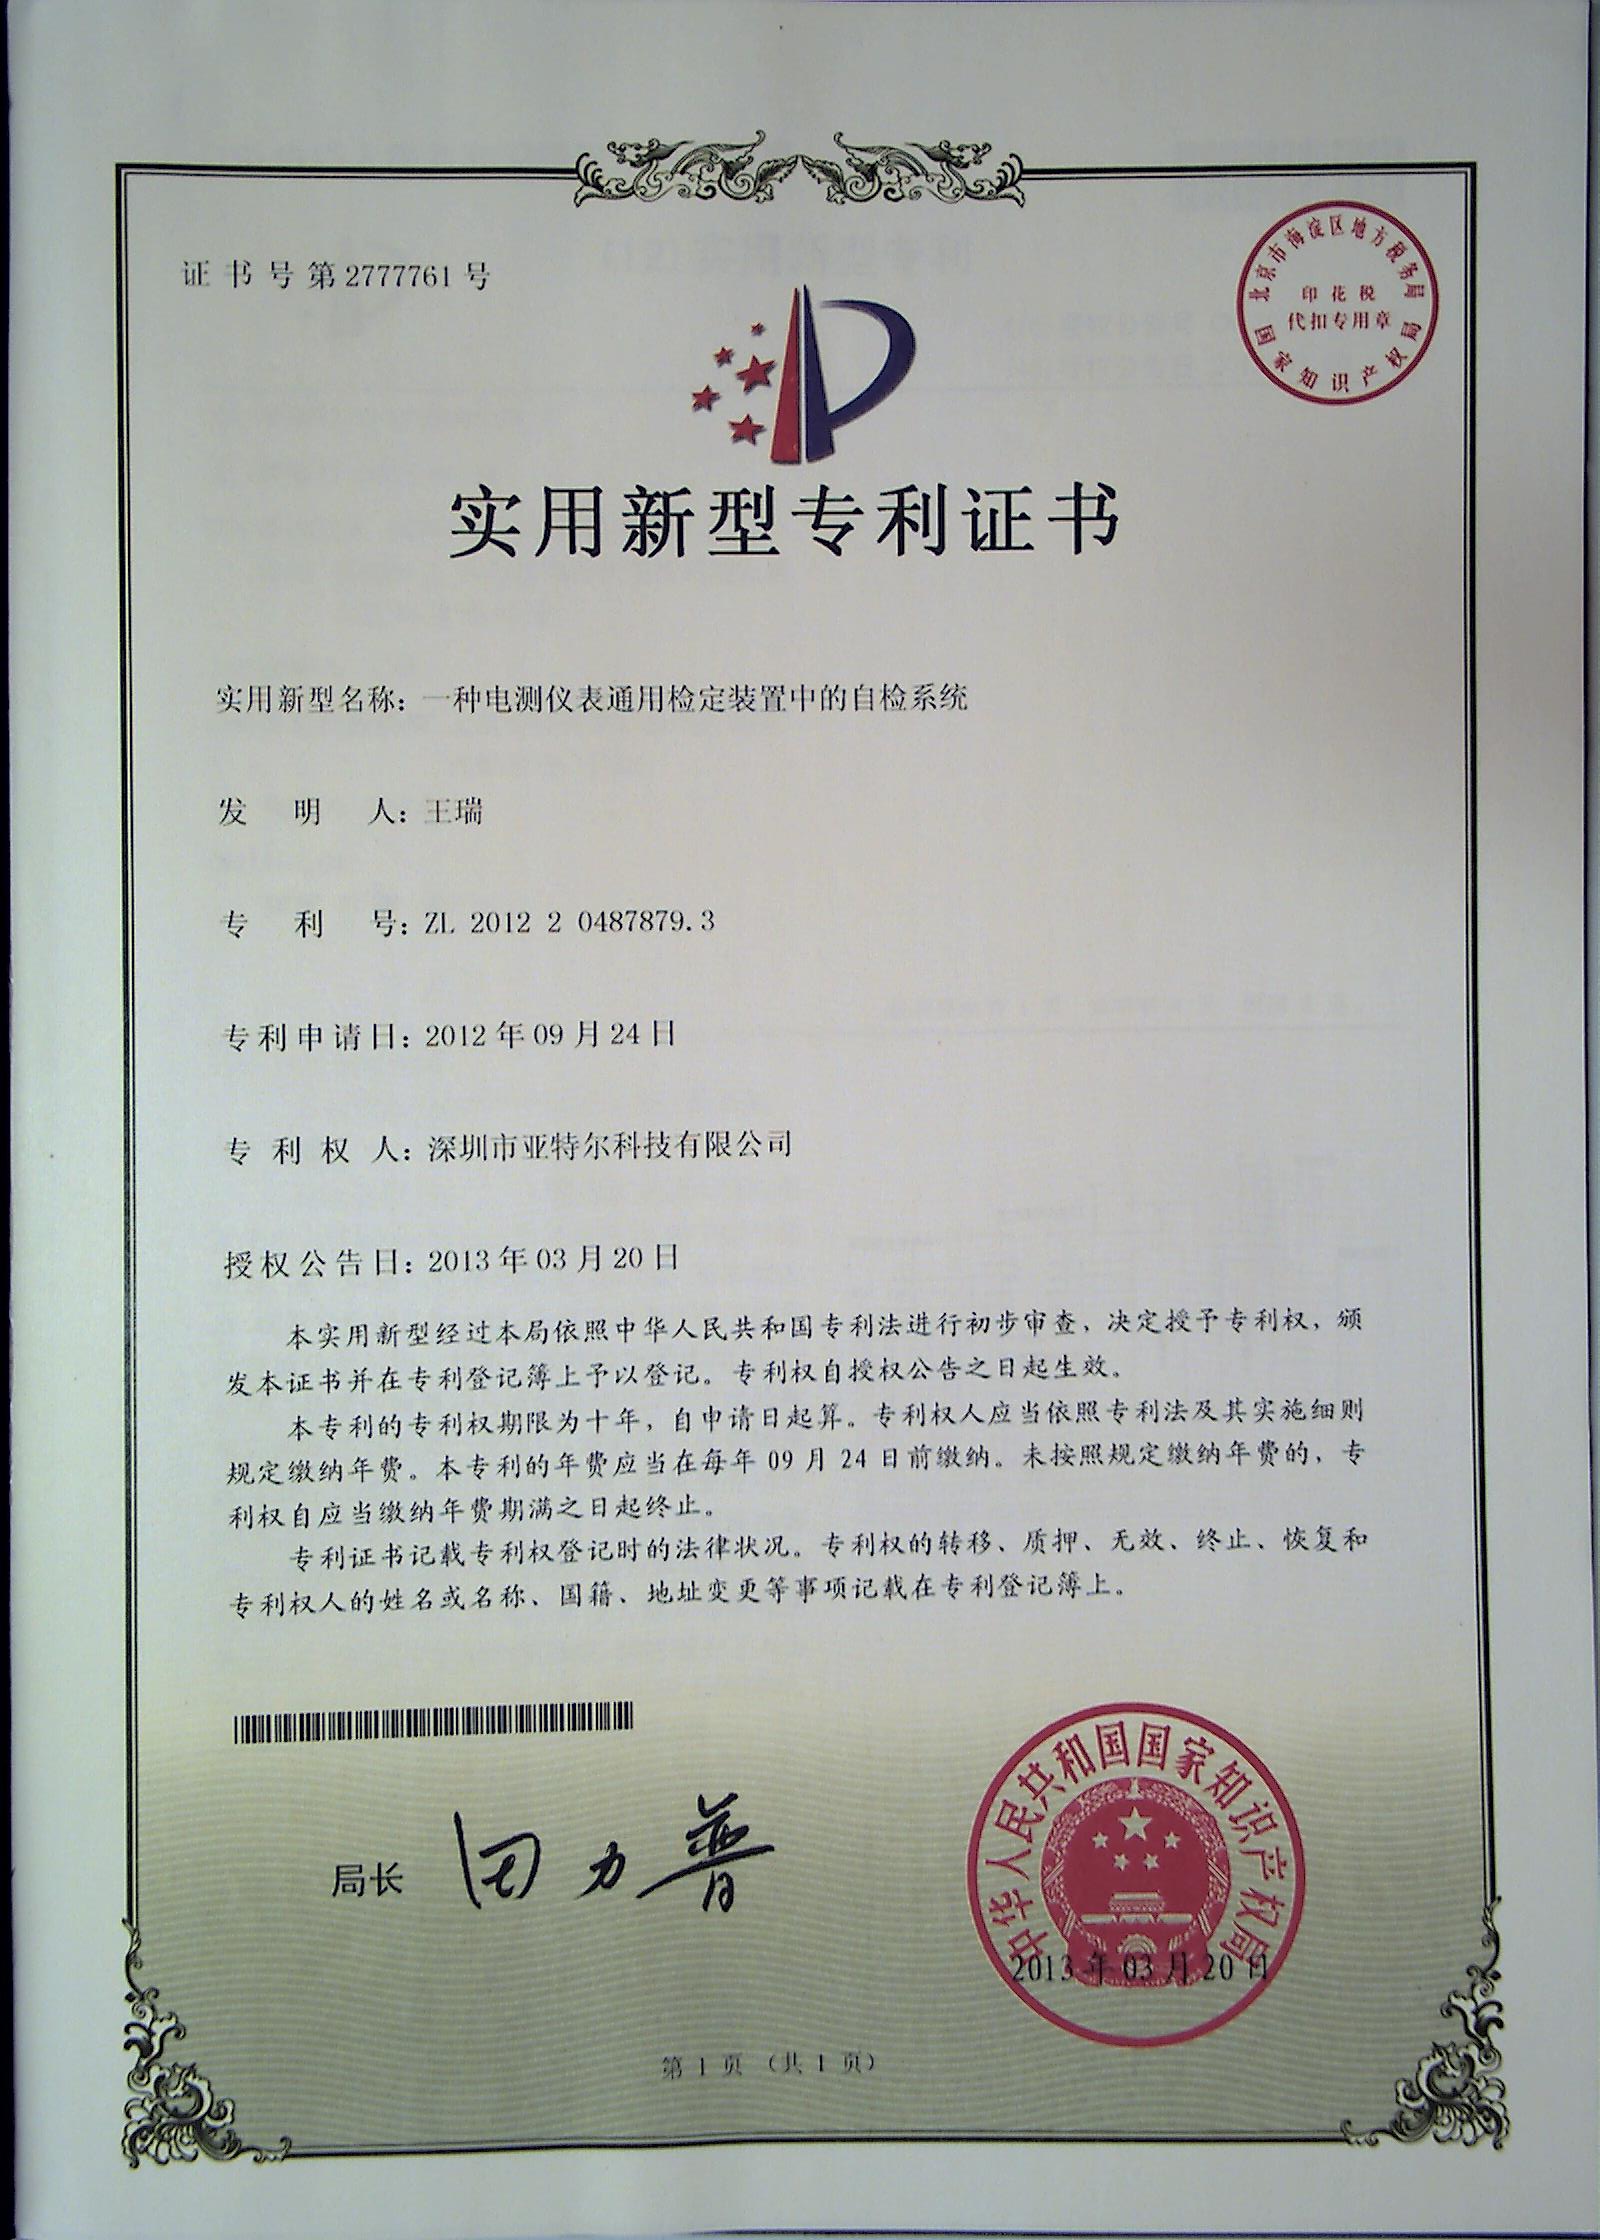 证书号第2777761号
北京市海淀区地方税务局
印花税
代扣专用章
国家知识产权局
实用新型专利证书
实用新型名称：一种电测仪表通用检定装置中的自检系统
发明人：王瑞
专利号：ZL 2012 2 0487879.3
专利申请日：2012年09月24日
专利权人：深圳市亚特尔科技有限公司
授权公告日：2013年03月20日
本实用新型经过本局依照中华人民共和国专利法进行初步审查，决定授予专利权，颁
发本证书并在专利登记簿上予以登记。专利权自授权公告之日起生效。
本专利的专利权期限为十年，自申请日起算。专利权人应当依照专利法及其实施细则
规定缴纳年费。本专利的年费应当在每年09月24日前缴纳。未按照规定缴纳年费的，专
利权自应当缴纳年费期满之日起终止。
专利证书记载专利权登记时的法律状况。专利权的转移、质押、无效、终止、恢复和
专利权人的姓名或名称、国籍、地址变更等事项记载在专利登记簿上。
局长 田力普
中华人民共和国国家知识产权局
2013年03月20日
第1页（共1页）